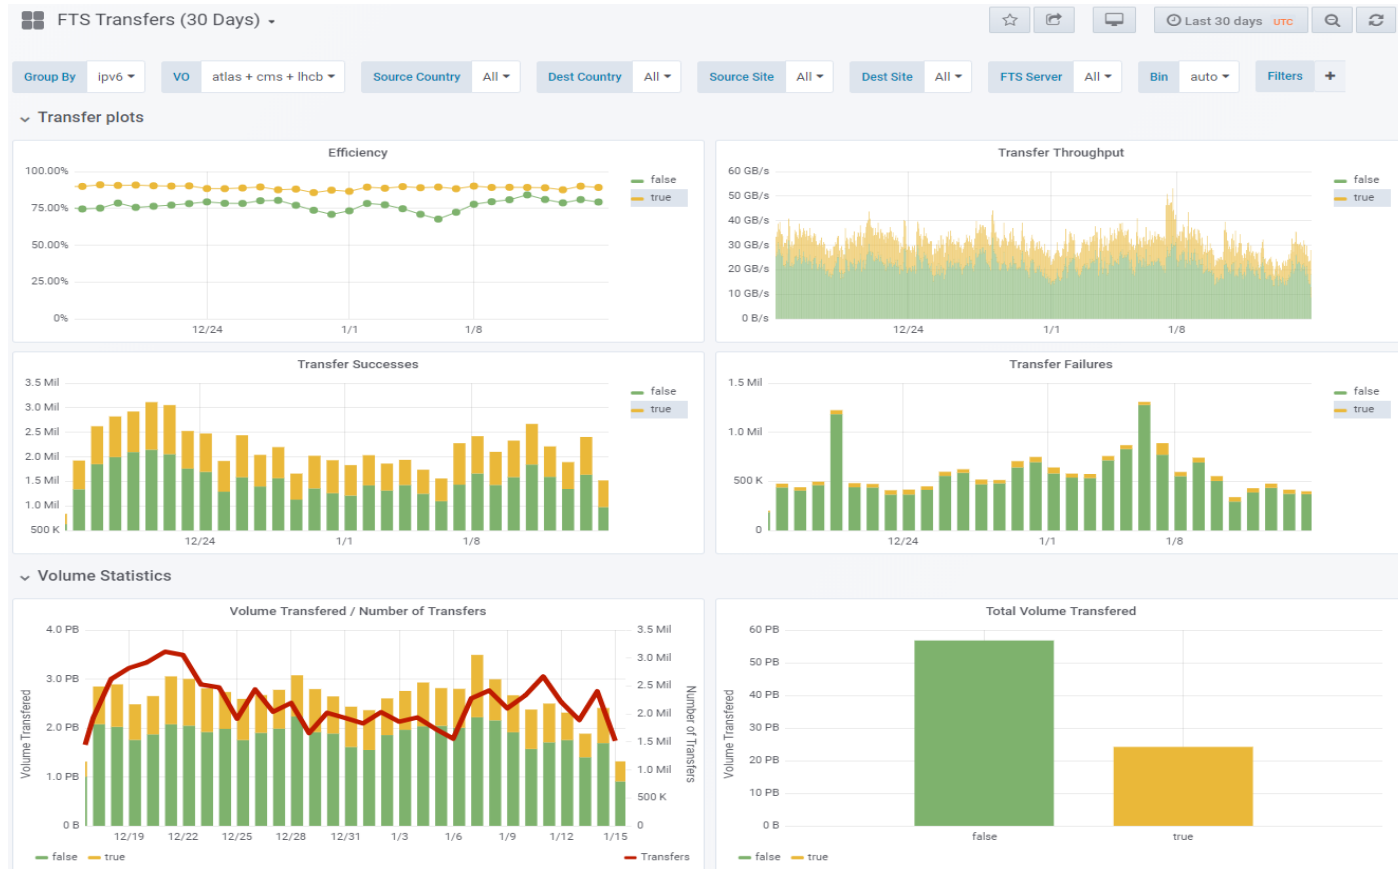 FTS Transfers (30 Days)
Last 30 days UTC
Group By ipv6 VO atlas + cms + lhcb Source Country All Dest Country All Source Site All Dest Site All FTS Server All Bin auto Filters +
Transfer plots
Efficiency
100.00%
75.00%
50.00%
25.00%
0%
12/24 1/1 1/8
false
true
Transfer Throughput
60 GB/s
50 GB/s
40 GB/s
30 GB/s
20 GB/s
10 GB/s
0 B/s
12/24 1/1 1/8
false
true
Transfer Successes
3.5 Mil
3.0 Mil
2.5 Mil
2.0 Mil
1.5 Mil
1.0 Mil
500 K
12/24 1/1 1/8
false
true
Transfer Failures
1.5 Mil
1.0 Mil
500 K
0
12/24 1/1 1/8
false
true
Volume Statistics
Volume Transfered / Number of Transfers
Volume Transfered
4.0 PB
3.0 PB
2.0 PB
1.0 PB
0 B
3.5 Mil
3.0 Mil
2.5 Mil
2.0 Mil
1.5 Mil
1.0 Mil
500 K
0
Number of Transfers
12/19 12/22 12/25 12/28 12/31 1/3 1/6 1/9 1/12 1/15
false true Transfers
Total Volume Transfered
Volume Transfered
60 PB
50 PB
40 PB
30 PB
20 PB
10 PB
0 B
false true
false true